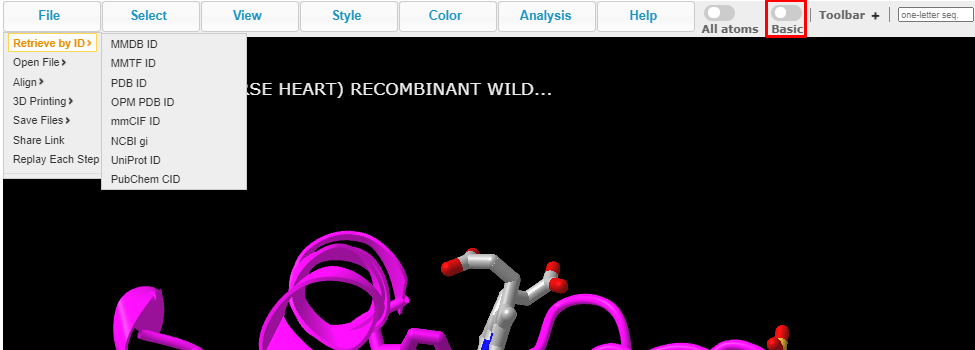 File Select View Style Color Analysis Help
All atoms Basic Toolbar + one-letter seq.
Retrieve by ID
Open File
Align
3D Printing
Save Files
Share Link
Replay Each Step
MMDB ID
MMTF ID
PDB ID
OPM PDB ID
mmCIF ID
NCBI gi
UniProt ID
PubChem CID
RSE HEART) RECOMBINANT WILD...